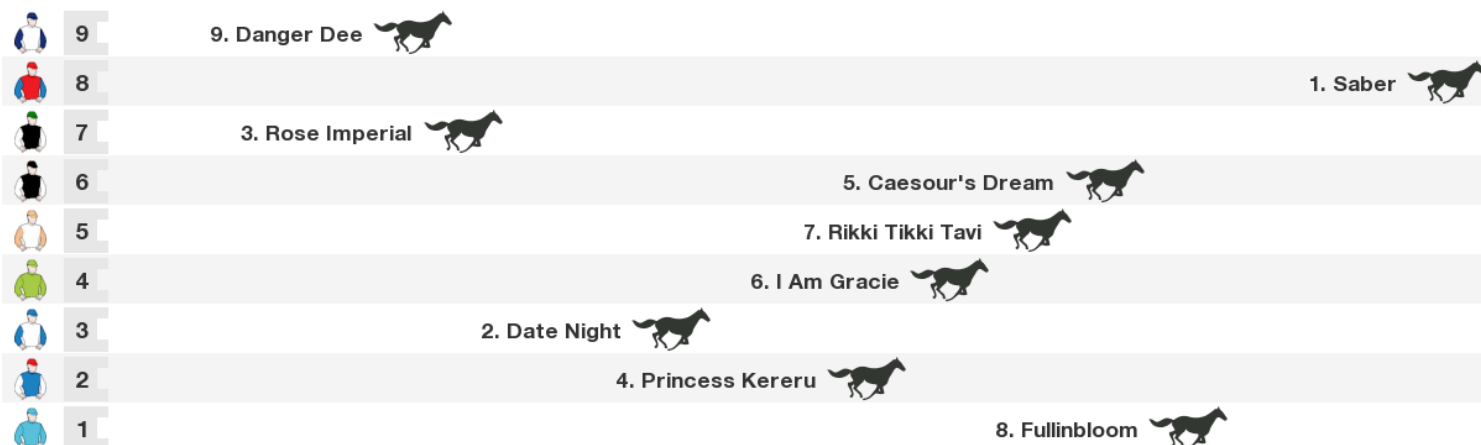 9 9. Danger Dee
8 1. Saber
7 3. Rose Imperial
6 5. Caesour's Dream
5 7. Rikki Tikki Tavi
4 6. I Am Gracie
3 2. Date Night
2 4. Princess Kereru
1 8. Fullinbloom